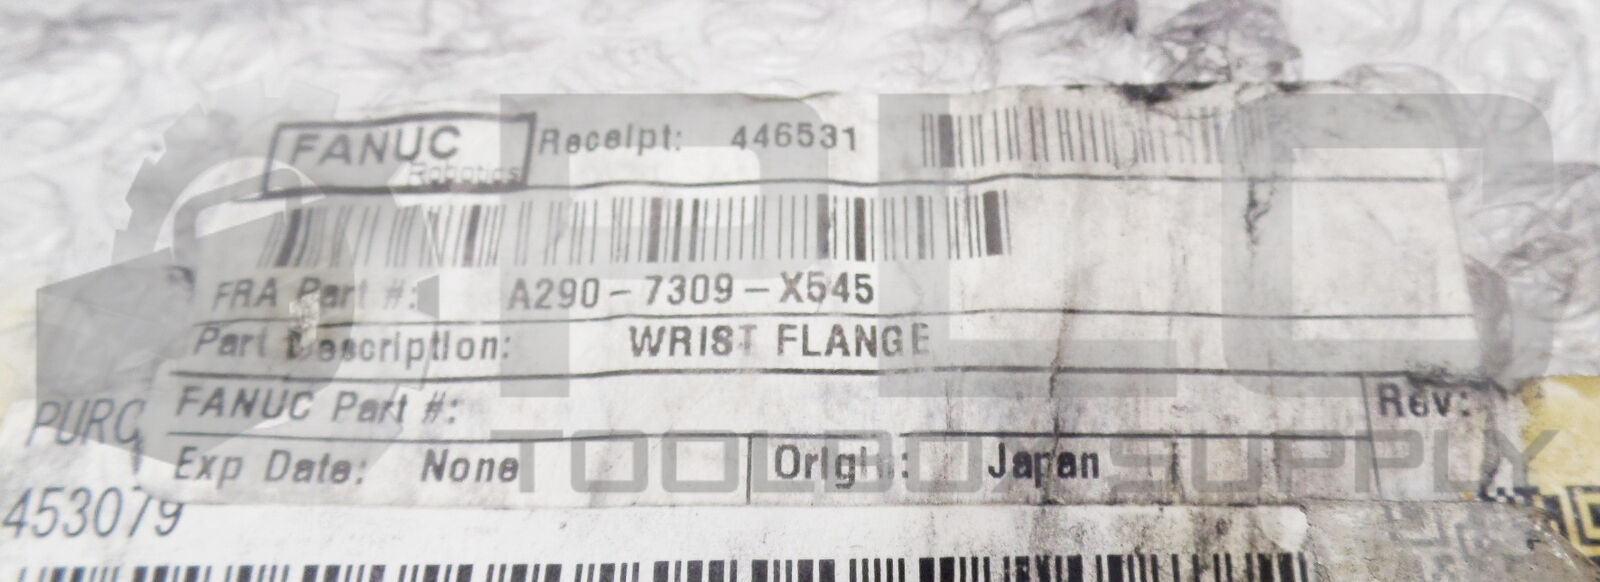 FANUC Robotics Receipt: 446531
FRA Part #: A290-7309-X545
Part Description: WRIST FLANGE
FANUC Part #: Rev:
Exp Date: None Origin: Japan
PURC
453079
PLC
TOOLBOX SUPPLY